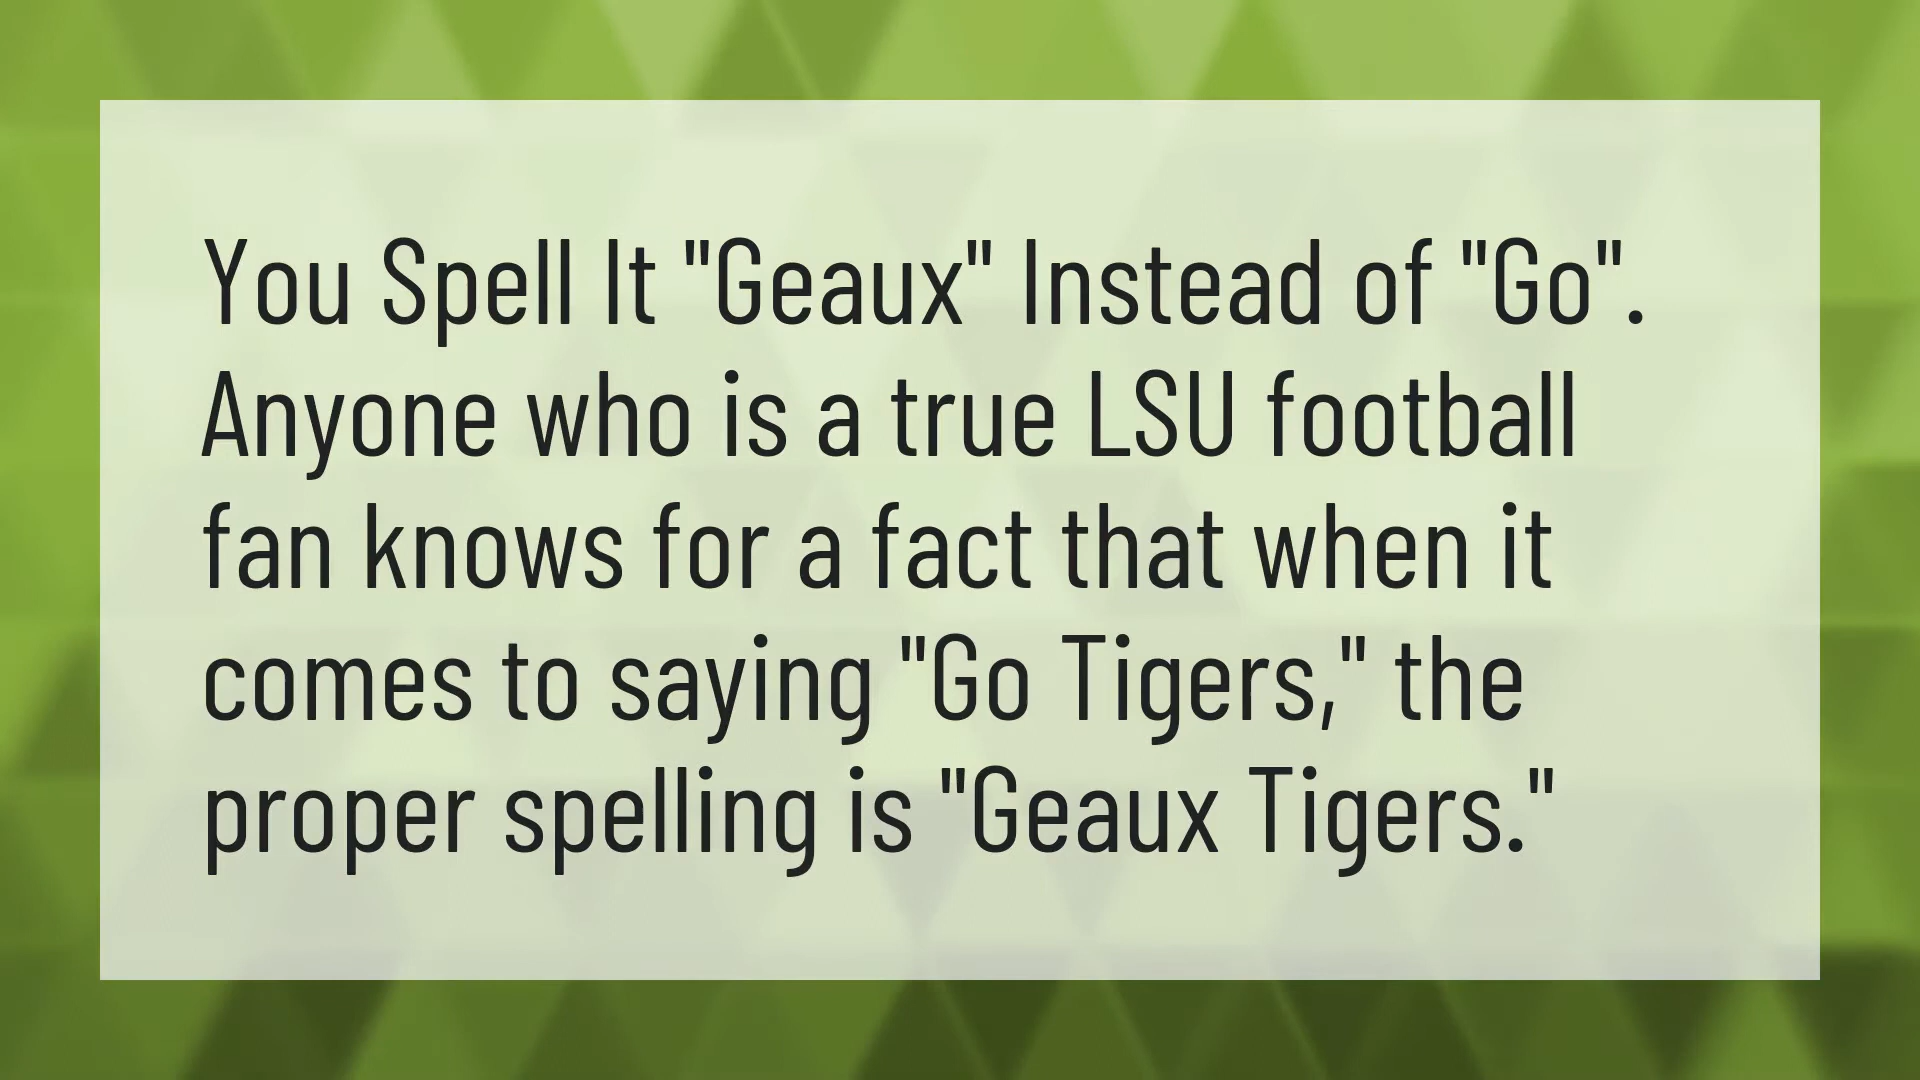 You Spell It "Geaux" Instead of "Go".
Anyone who is a true LSU football
fan knows for a fact that when it
comes to saying "Go Tigers," the
proper spelling is "Geaux Tigers."